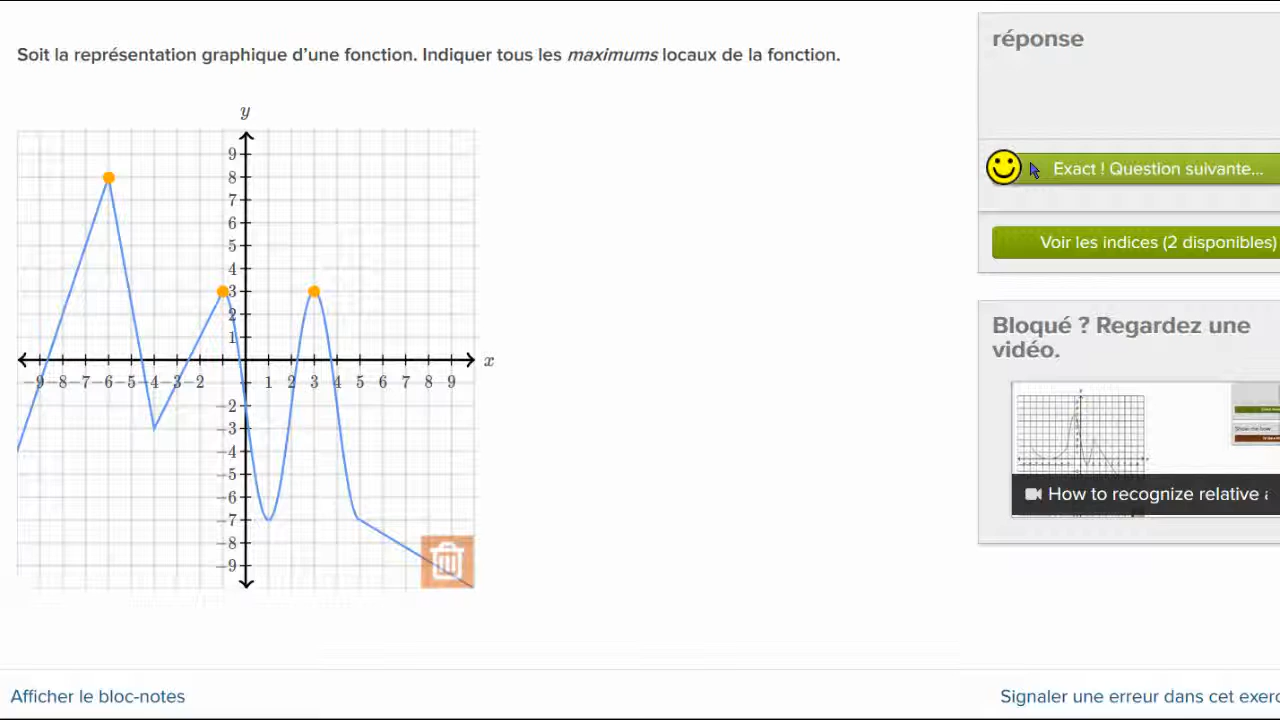 Soit la représentation graphique d'une fonction. Indiquer tous les maximums locaux de la fonction.
réponse
Exact ! Question suivante...
Voir les indices (2 disponibles)
Bloqué ? Regardez une
vidéo.
How to recognize relative
y
9
8
7
6
5
4
3
2
1
x
-9 -8 -7 -6 -5 -4 -3 -2 1 2 3 4 5 6 7 8 9
-2
-3
-4
-5
-6
-7
-8
-9
Afficher le bloc-notes
Signaler une erreur dans cet exerc